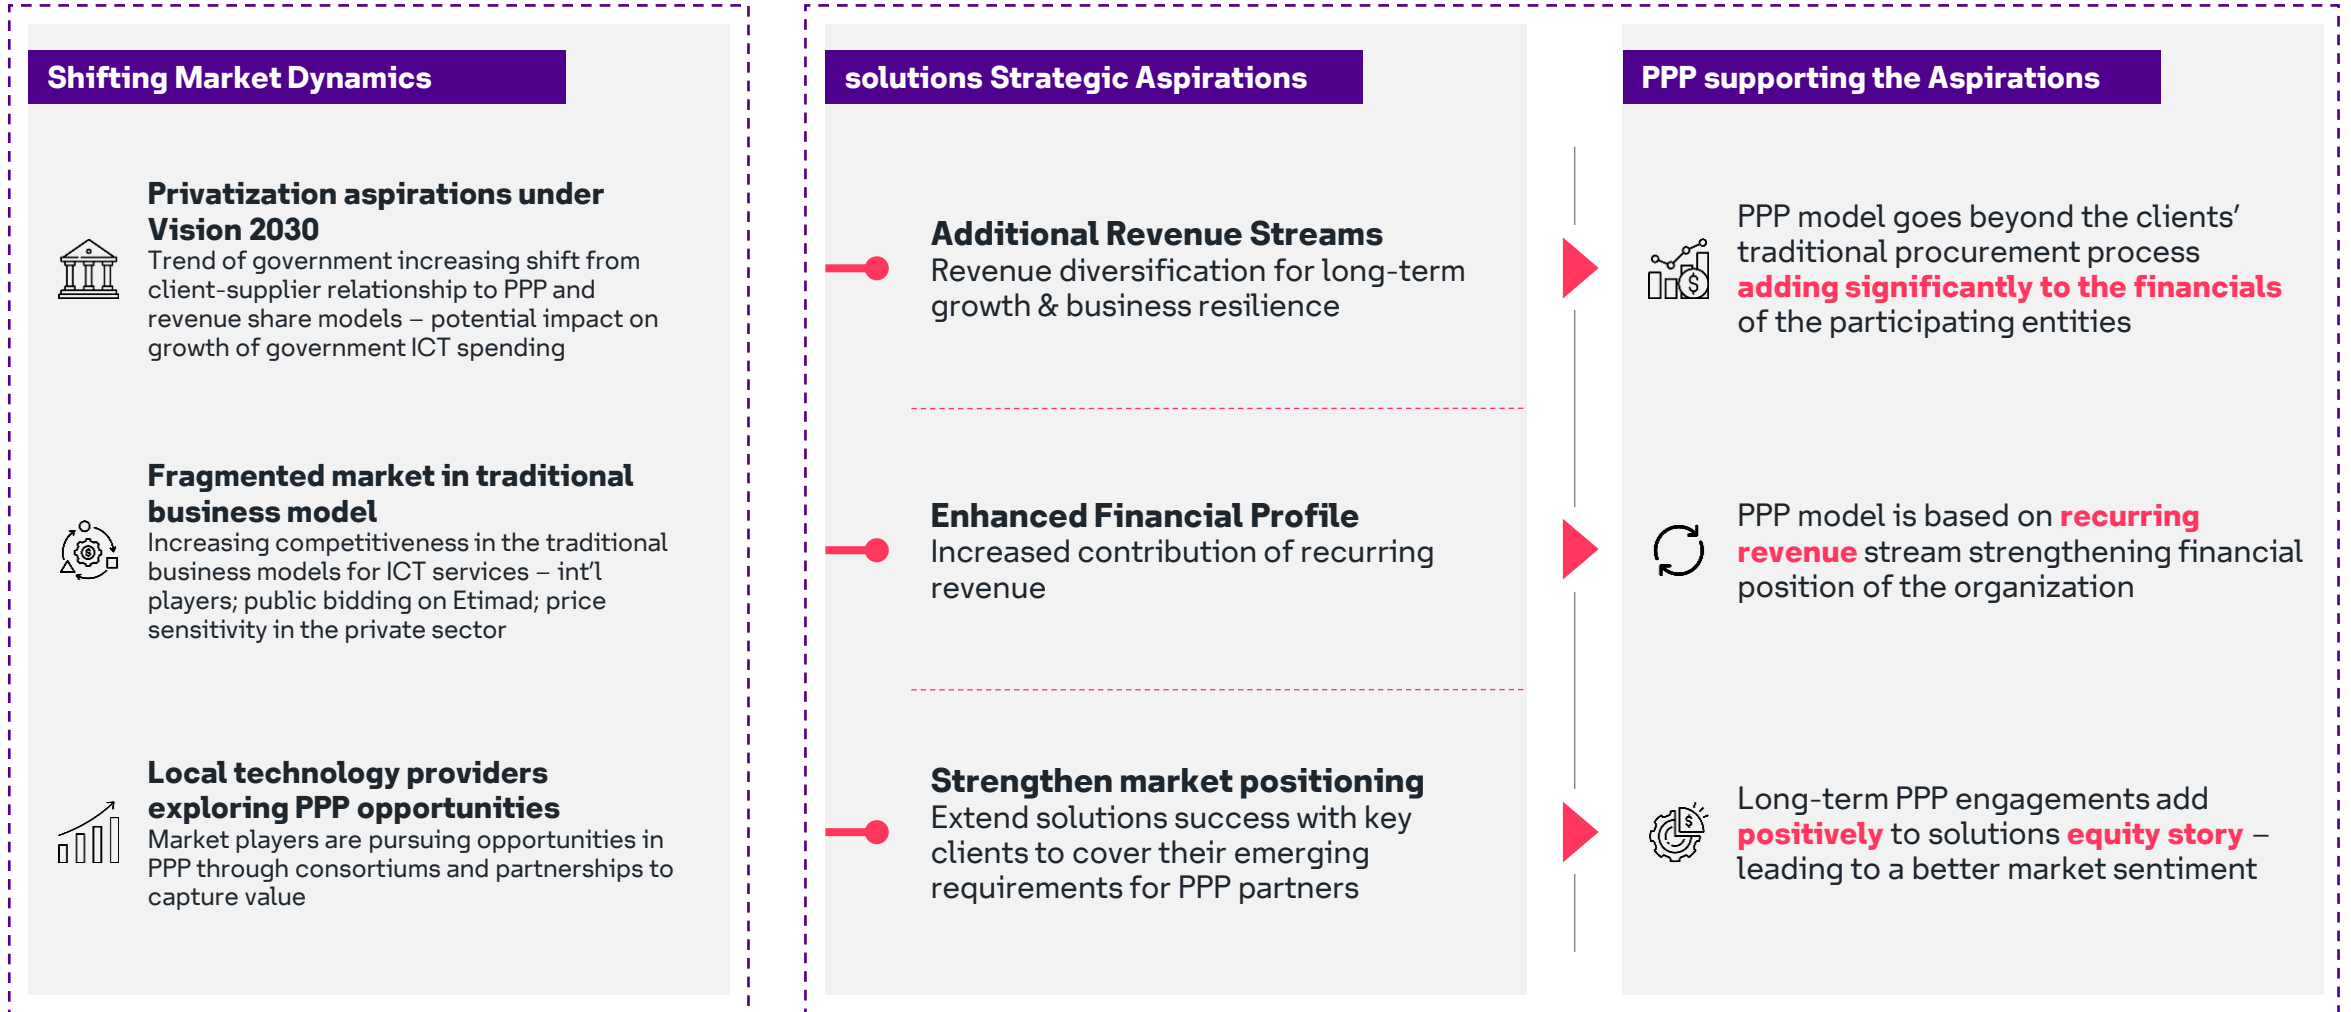 Shifting Market Dynamics
Privatization aspirations under
Vision 2030
Trend of government increasing shift from
client-supplier relationship to PPP and
revenue share models – potential impact on
growth of government ICT spending
Fragmented market in traditional
business model
Increasing competitiveness in the traditional
business models for ICT services – int’l
players; public bidding on Etimad; price
sensitivity in the private sector
Local technology providers
exploring PPP opportunities
Market players are pursuing opportunities in
PPP through consortiums and partnerships to
capture value
solutions Strategic Aspirations
Additional Revenue Streams
Revenue diversification for long-term
growth & business resilience
Enhanced Financial Profile
Increased contribution of recurring
revenue
Strengthen market positioning
Extend solutions success with key
clients to cover their emerging
requirements for PPP partners
PPP supporting the Aspirations
PPP model goes beyond the clients’
traditional procurement process
adding significantly to the financials
of the participating entities
PPP model is based on recurring
revenue stream strengthening financial
position of the organization
Long-term PPP engagements add
positively to solutions equity story –
leading to a better market sentiment